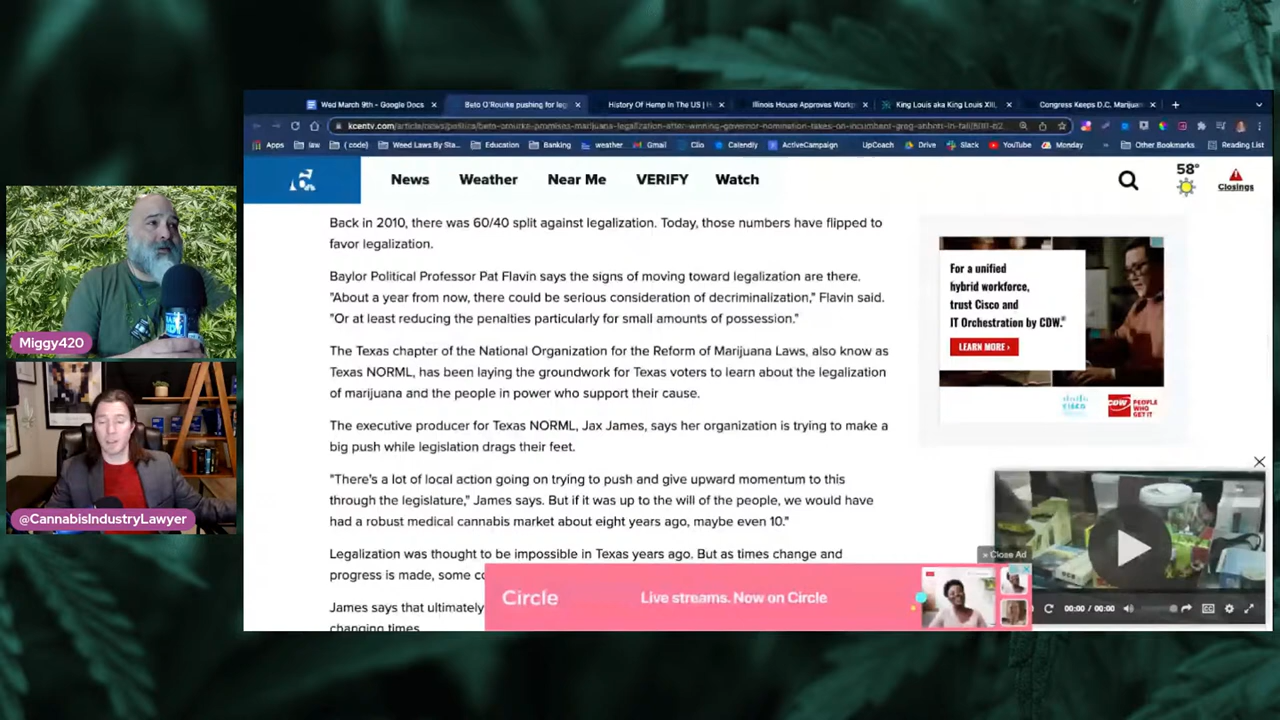 Wed March 9th - Google Docs
Beto O'Rourke pushing for leg
History Of Hemp In The US | H
Illinois House Approves Workp
King Louis aka King Louis XIII,
Congress Keeps D.C. Marijuan
Apps
law
( code)
Weed Laws By Sta...
Education
Banking
weather
Gmail
Clio
Calendly
ActiveCampaign
UpCoach
Drive
Slack
YouTube
Monday
Other Bookmarks
Reading List
News
Weather
Near Me
VERIFY
Watch
58°
Closings
Back in 2010, there was 60/40 split against legalization. Today, those numbers have flipped to
favor legalization.
Baylor Political Professor Pat Flavin says the signs of moving toward legalization are there.
"About a year from now, there could be serious consideration of decriminalization," Flavin said.
"Or at least reducing the penalties particularly for small amounts of possession."
The Texas chapter of the National Organization for the Reform of Marijuana Laws, also know as
Texas NORML, has been laying the groundwork for Texas voters to learn about the legalization
of marijuana and the people in power who support their cause.
The executive producer for Texas NORML, Jax James, says her organization is trying to make a
big push while legislation drags their feet.
"There's a lot of local action going on trying to push and give upward momentum to this
through the legislature," James says. But if it was up to the will of the people, we would have
had a robust medical cannabis market about eight years ago, maybe even 10."
Legalization was thought to be impossible in Texas years ago. But as times change and
progress is made, some co
James says that ultimately
changing times.
For a unified
hybrid workforce,
trust Cisco and
IT Orchestration by CDW.®
LEARN MORE ›
CISCO
CDW
PEOPLE
WHO
GET IT
» Close Ad
Circle
Live streams. Now on Circle
00:00 / 00:00
Miggy420
@CannabisIndustryLawyer